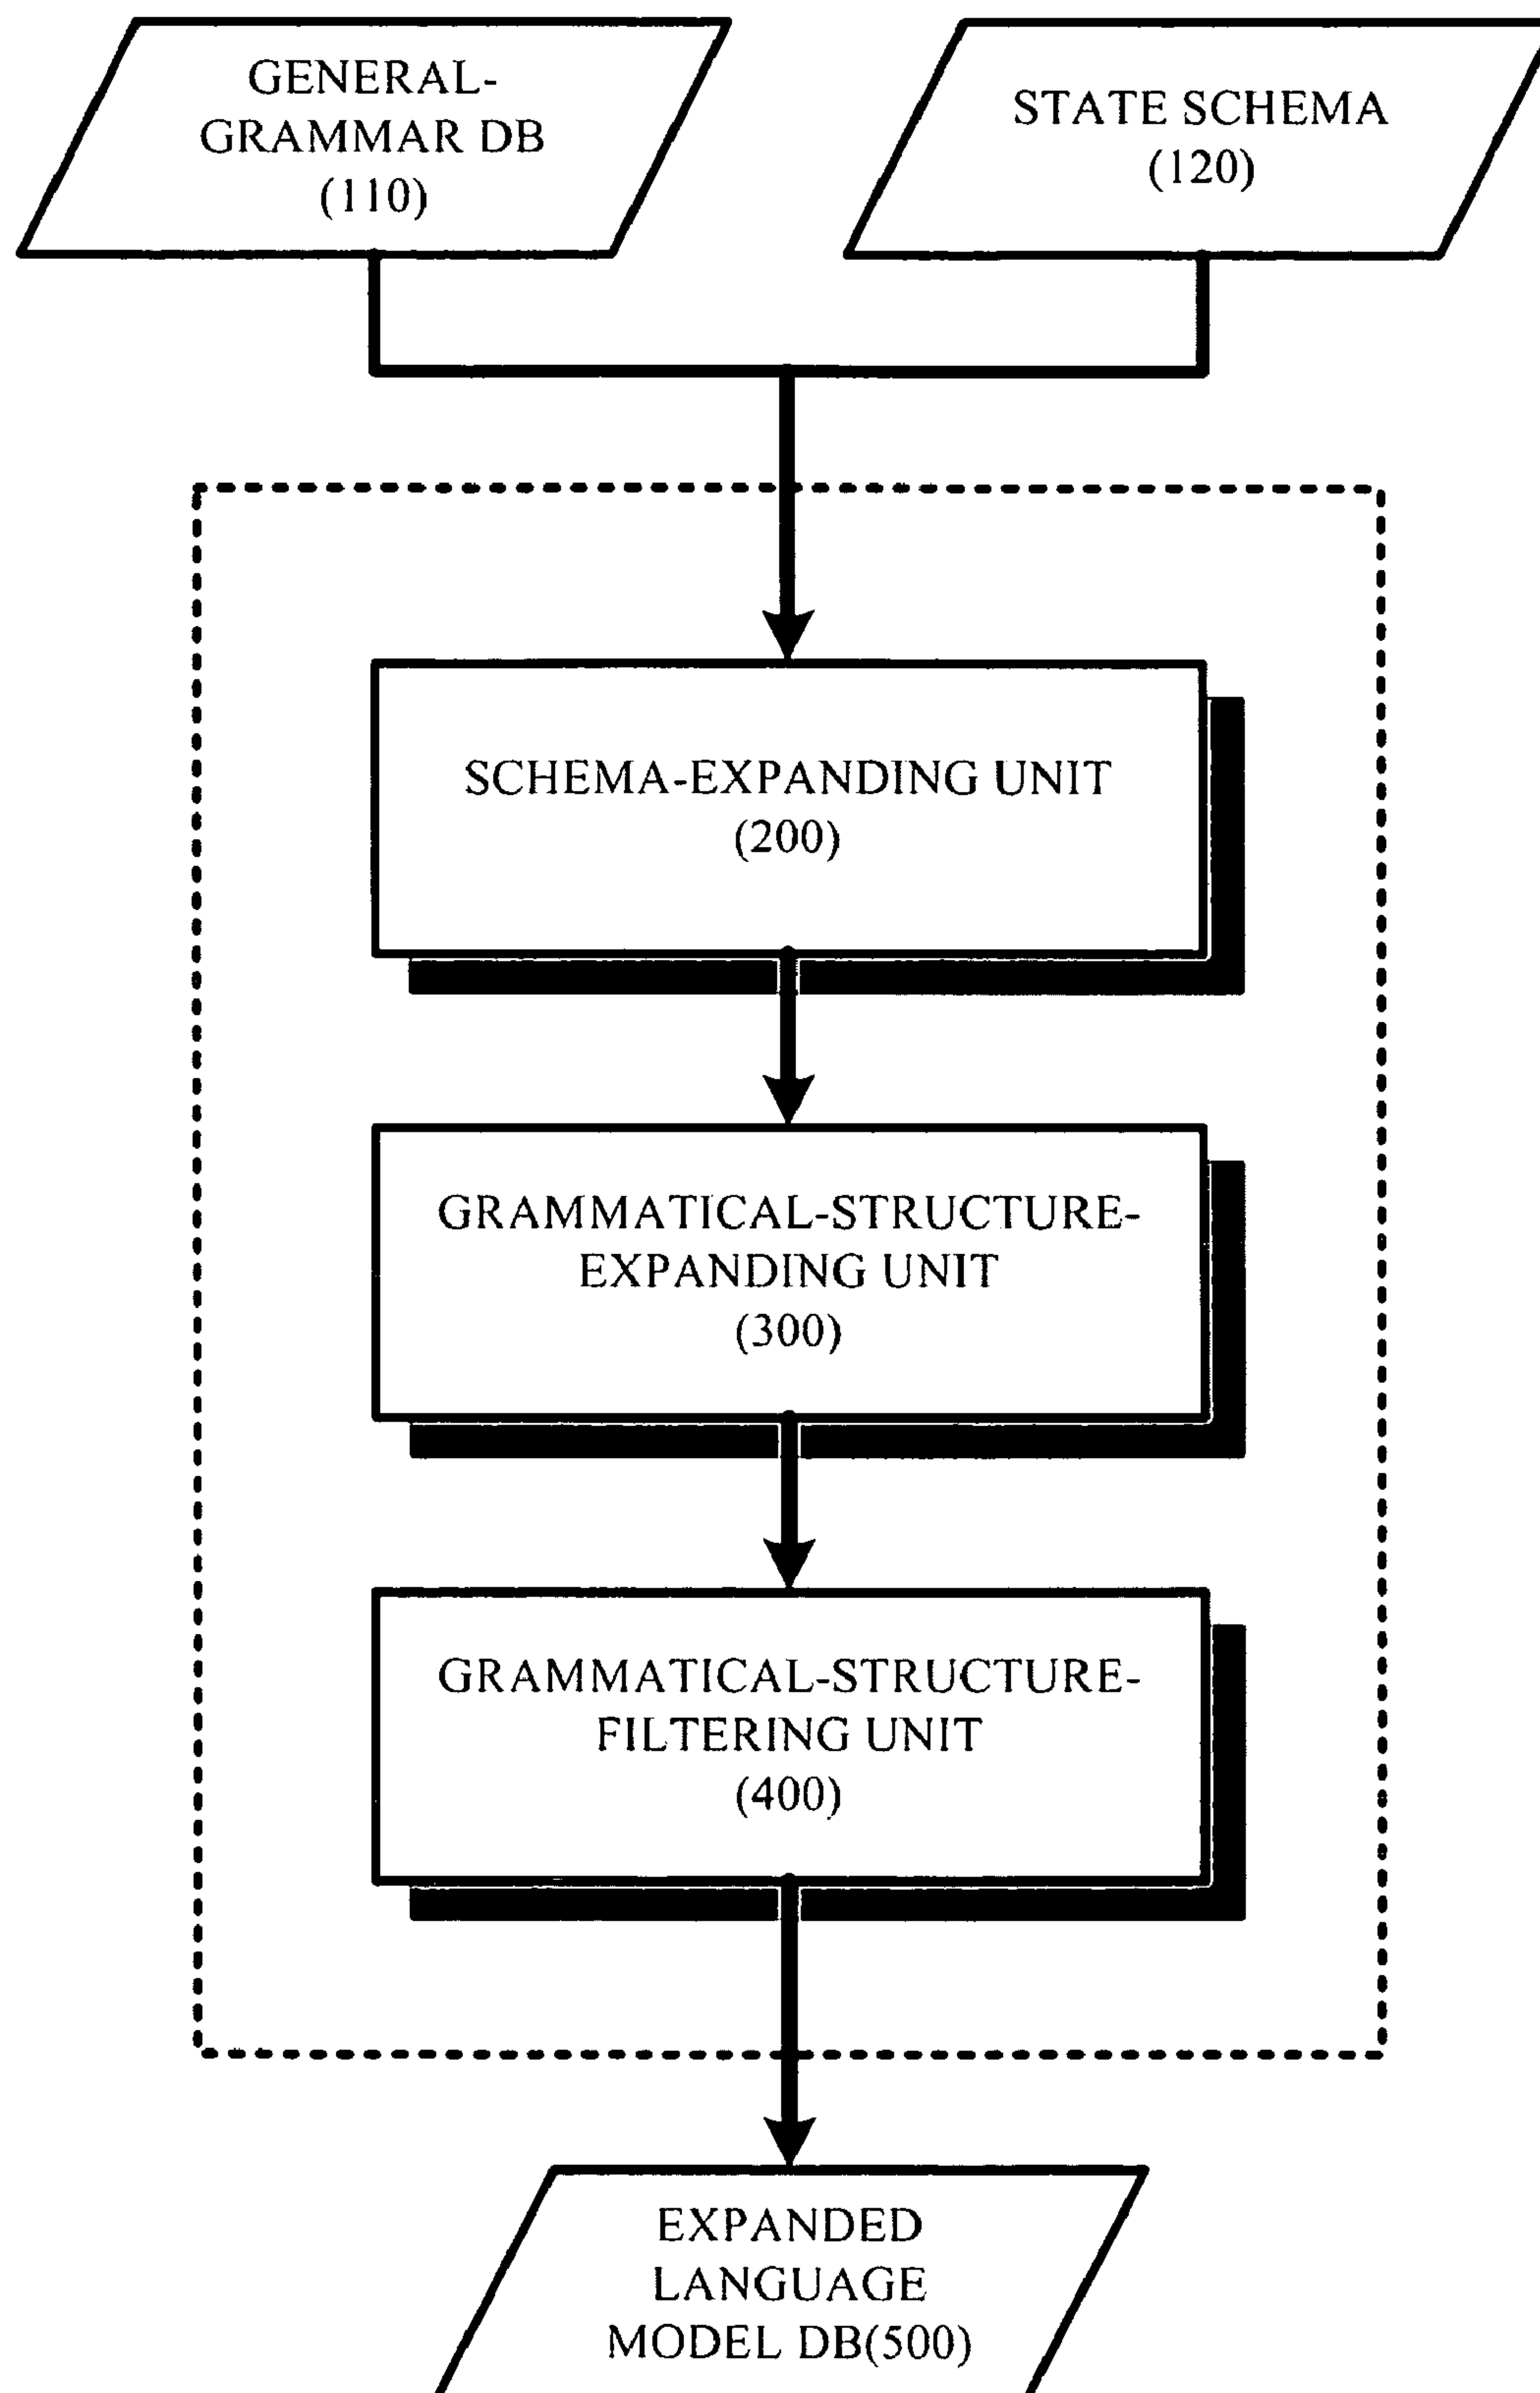 GENERAL-
GRAMMAR DB
(110)
STATE SCHEMA
(120)
SCHEMA-EXPANDING UNIT
(200)
GRAMMATICAL-STRUCTURE-
EXPANDING UNIT
(300)
GRAMMATICAL-STRUCTURE-
FILTERING UNIT
(400)
EXPANDED
LANGUAGE
MODEL DB(500)